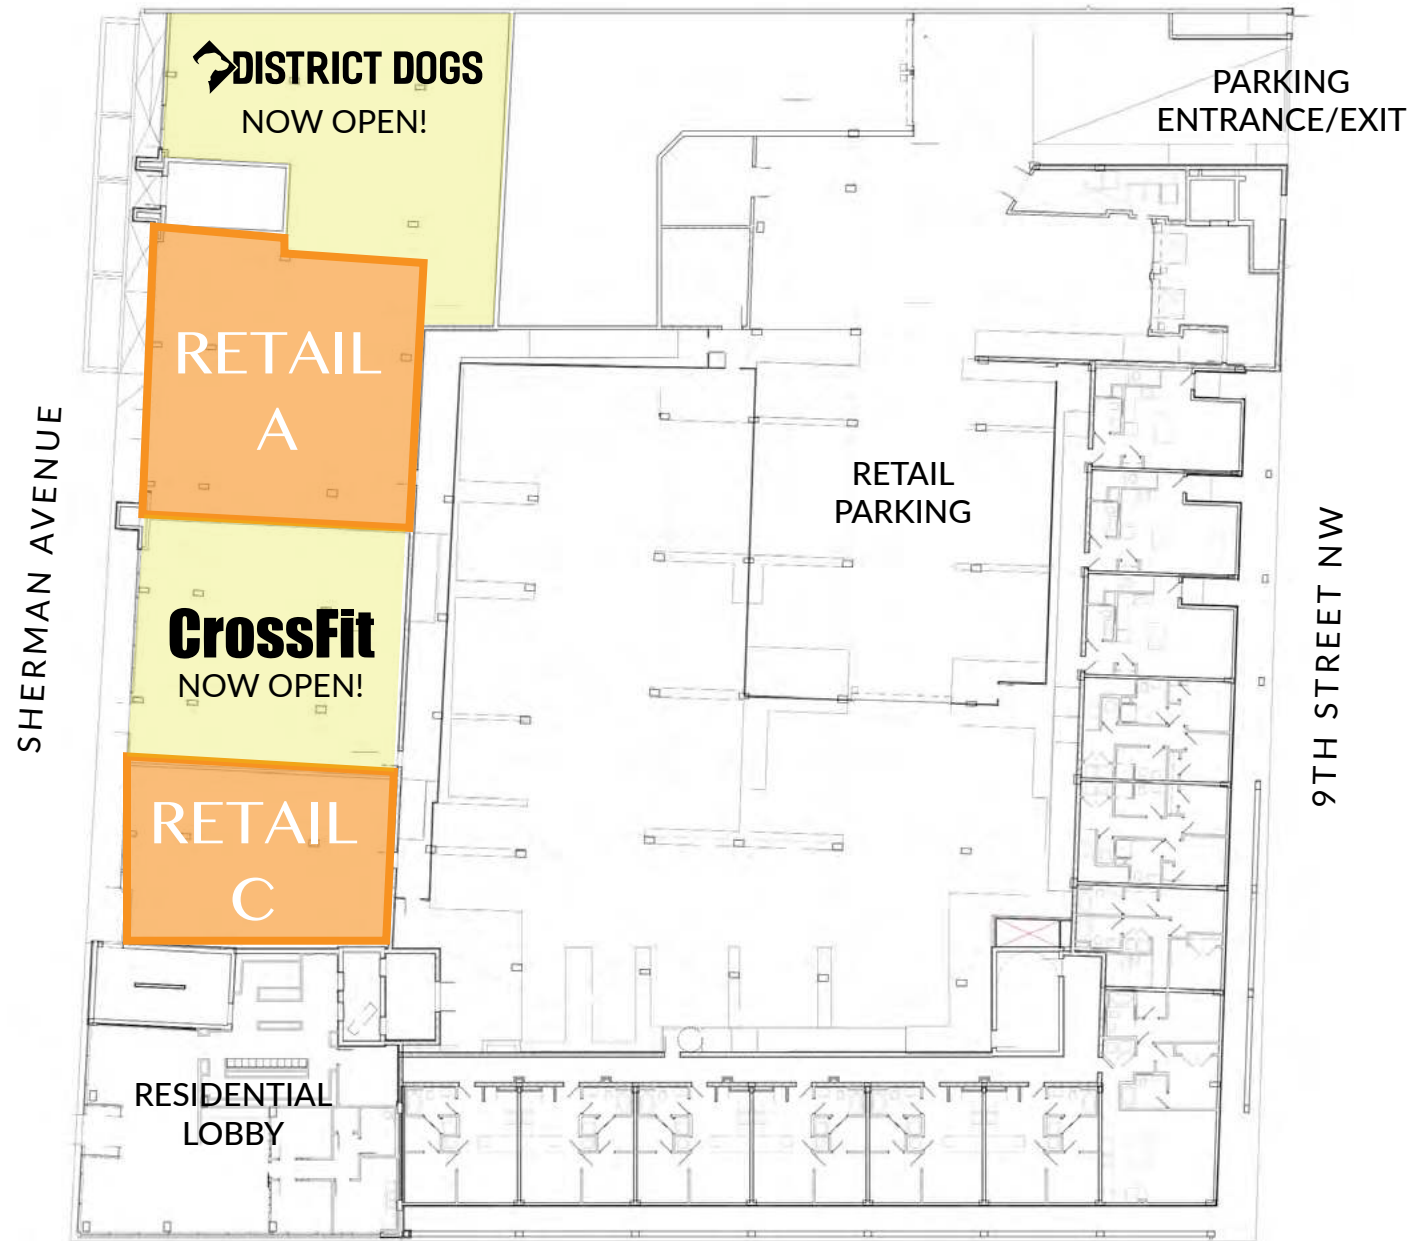 DISTRICT DOGS
NOW OPEN!
PARKING
ENTRANCE/EXIT
RETAIL
A
SHERMAN AVENUE
RETAIL
PARKING
9TH STREET NW
CrossFit
NOW OPEN!
RETAIL
C
RESIDENTIAL
LOBBY